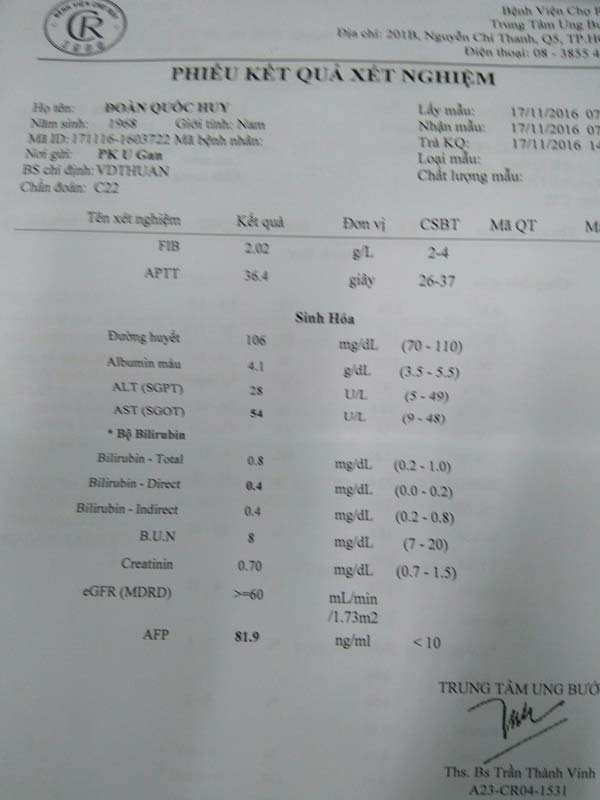 BỆNH VIỆN CHỢ RẪY
Bệnh Viện Chợ R
Trung Tâm Ung Bư
Địa chỉ: 201B, Nguyễn Chí Thanh, Q5, TP.H
Điện thoại: 08 - 3855 4
PHIẾU KẾT QUẢ XÉT NGHIỆM
Họ tên: ĐOÀN QUỐC HUY Lấy mẫu: 17/11/2016 07
Năm sinh: 1968 Giới tính: Nam Nhận mẫu: 17/11/2016 07
Mã ID: 171116-1603722 Mã bệnh nhân: Trả KQ: 17/11/2016 14
Nơi gửi: PK U Gan Loại mẫu:
BS chỉ định: VDTHUAN Chất lượng mẫu:
Chẩn đoán: C22
Tên xét nghiệm Kết quả Đơn vị CSBT Mã QT M
FIB 2.02 g/L 2-4
APTT 36.4 giây 26-37
Sinh Hóa
Đường huyết 106 mg/dL (70 - 110)
Albumin máu 4.1 g/dL (3.5 - 5.5)
ALT (SGPT) 28 U/L (5 - 49)
AST (SGOT) 54 U/L (9 - 48)
* Bộ Bilirubin
Bilirubin - Total 0.8 mg/dL (0.2 - 1.0)
Bilirubin - Direct 0.4 mg/dL (0.0 - 0.2)
Bilirubin - Indirect 0.4 mg/dL (0.2 - 0.8)
B.U.N 8 mg/dL (7 - 20)
Creatinin 0.70 mg/dL (0.7 - 1.5)
eGFR (MDRD) >=60 mL/min
/1.73m2
AFP 81.9 ng/ml < 10
TRUNG TÂM UNG BƯỚ
Ths. Bs Trần Thành Vinh
A23-CR04-1531